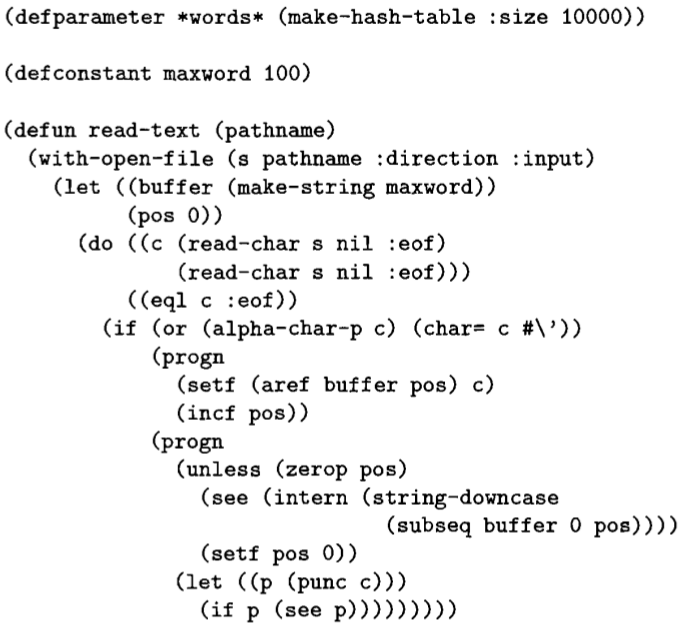 (defparameter *words* (make-hash-table :size 10000))
(defconstant maxword 100)
(defun read-text (pathname)
  (with-open-file (s pathname :direction :input)
    (let ((buffer (make-string maxword))
          (pos 0))
      (do ((c (read-char s nil :eof)
              (read-char s nil :eof)))
          ((eql c :eof))
        (if (or (alpha-char-p c) (char= c #\'))
            (progn
              (setf (aref buffer pos) c)
              (incf pos))
            (progn
              (unless (zerop pos)
                (see (intern (string-downcase
                               (subseq buffer 0 pos))))
                (setf pos 0))
              (let ((p (punc c)))
                (if p (see p)))))))))